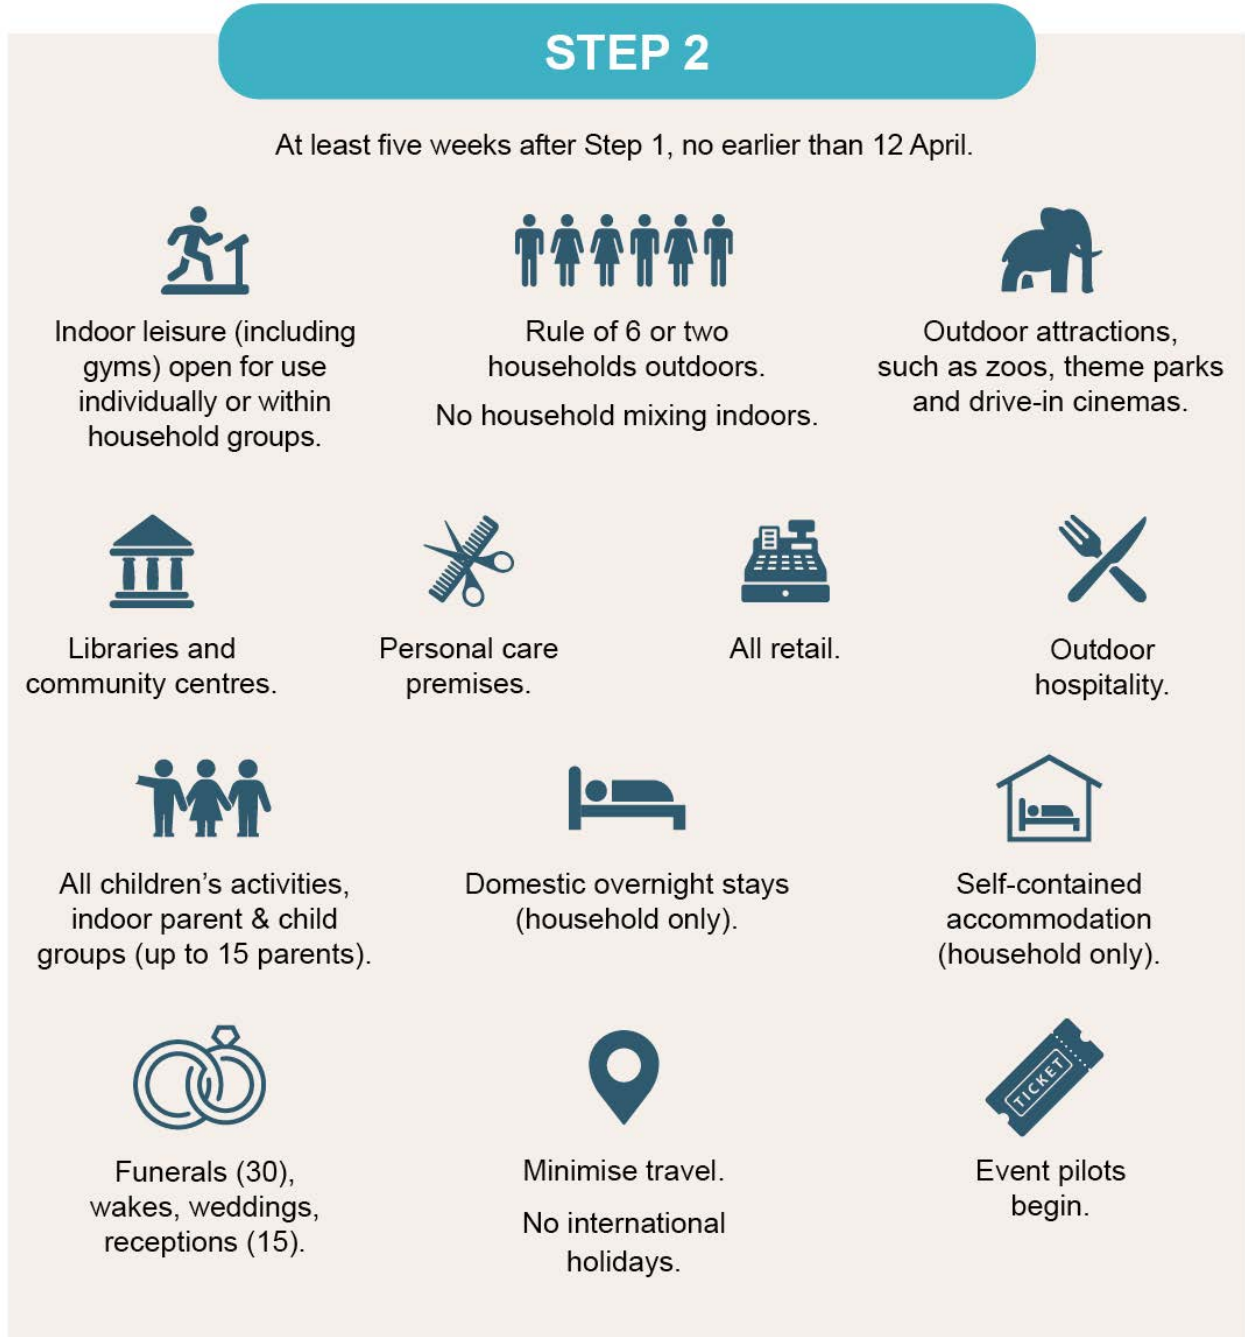 STEP 2
At least five weeks after Step 1, no earlier than 12 April.
Indoor leisure (including
gyms) open for use
individually or within
household groups.
Rule of 6 or two
households outdoors.
No household mixing indoors.
Outdoor attractions,
such as zoos, theme parks
and drive-in cinemas.
Libraries and
community centres.
Personal care
premises.
All retail.
Outdoor
hospitality.
All children’s activities,
indoor parent & child
groups (up to 15 parents).
Domestic overnight stays
(household only).
Self-contained
accommodation
(household only).
Funerals (30),
wakes, weddings,
receptions (15).
Minimise travel.
No international
holidays.
TICKET
Event pilots
begin.